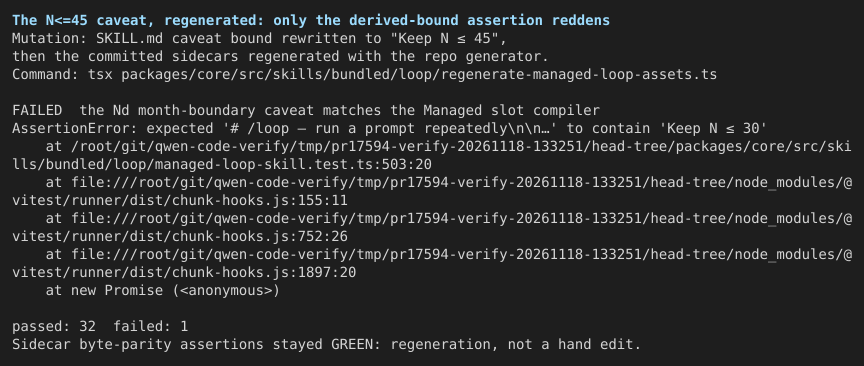 The N<=45 caveat, regenerated: only the derived-bound assertion reddens
Mutation: SKILL.md caveat bound rewritten to "Keep N ≤ 45",
then the committed sidecars regenerated with the repo generator.
Command: tsx packages/core/src/skills/bundled/loop/regenerate-managed-loop-assets.ts

FAILED  the Nd month-boundary caveat matches the Managed slot compiler
AssertionError: expected '# /loop — run a prompt repeatedly\n\n…' to contain 'Keep N ≤ 30'
    at /root/git/qwen-code-verify/tmp/pr17594-verify-20261118-133251/head-tree/packages/core/src/ski
lls/bundled/loop/managed-loop-skill.test.ts:503:20
    at file:///root/git/qwen-code-verify/tmp/pr17594-verify-20261118-133251/head-tree/node_modules/@
vitest/runner/dist/chunk-hooks.js:155:11
    at file:///root/git/qwen-code-verify/tmp/pr17594-verify-20261118-133251/head-tree/node_modules/@
vitest/runner/dist/chunk-hooks.js:752:26
    at file:///root/git/qwen-code-verify/tmp/pr17594-verify-20261118-133251/head-tree/node_modules/@
vitest/runner/dist/chunk-hooks.js:1897:20
    at new Promise (<anonymous>)

passed: 32  failed: 1
Sidecar byte-parity assertions stayed GREEN: regeneration, not a hand edit.